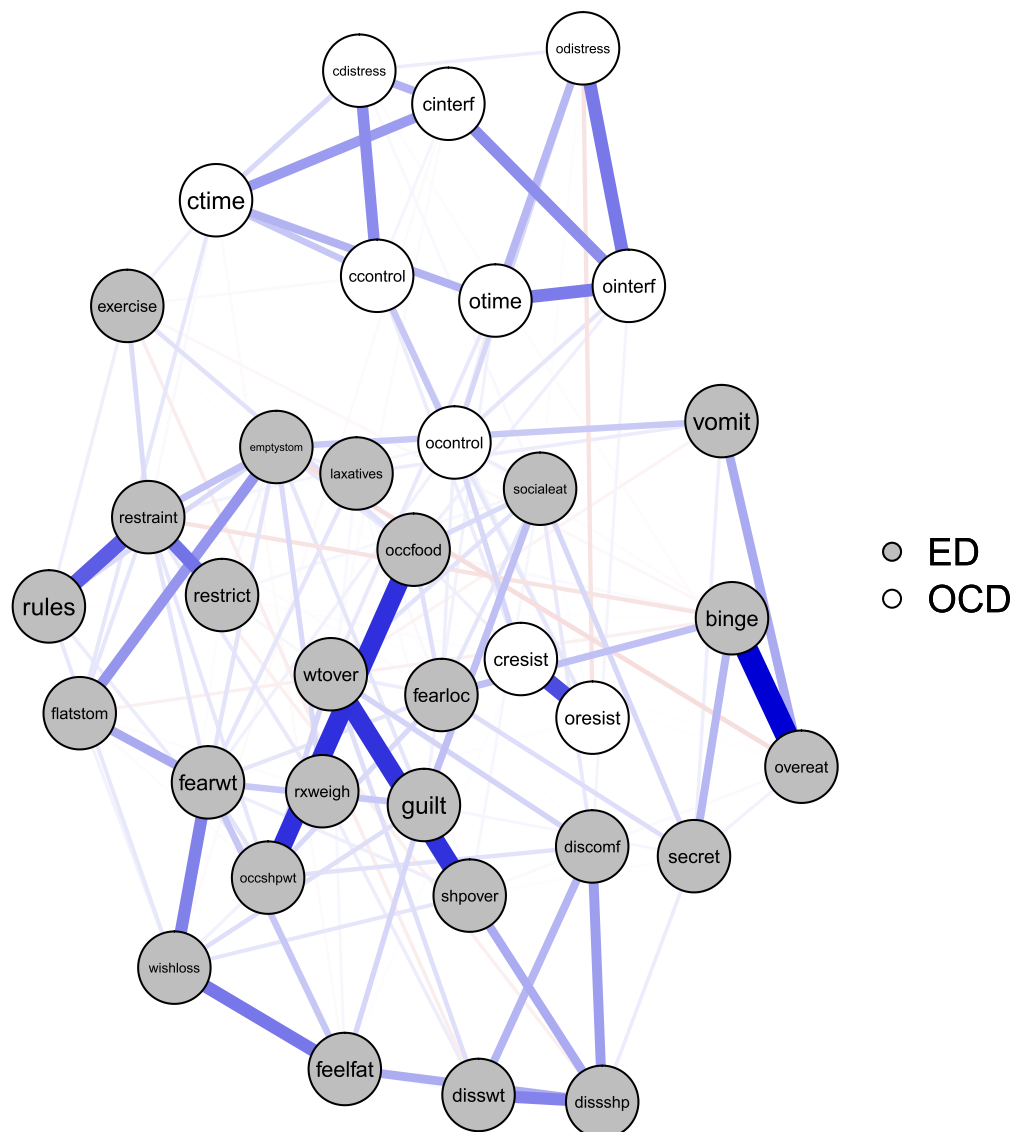 odistress
cdistress
cinterf
ctime
ccontrol
ointerf
otime
exercise
vomit
ocontrol
emptystom
laxatives
socialeat
restraint
occfood
ED
restrict
OCD
rules
binge
cresist
wtover
fearloc
flatstom
oresist
overeat
fearwt
rxweigh
guilt
discomf
secret
occshpwt
shpover
wishloss
feelfat
disswt
dissshp